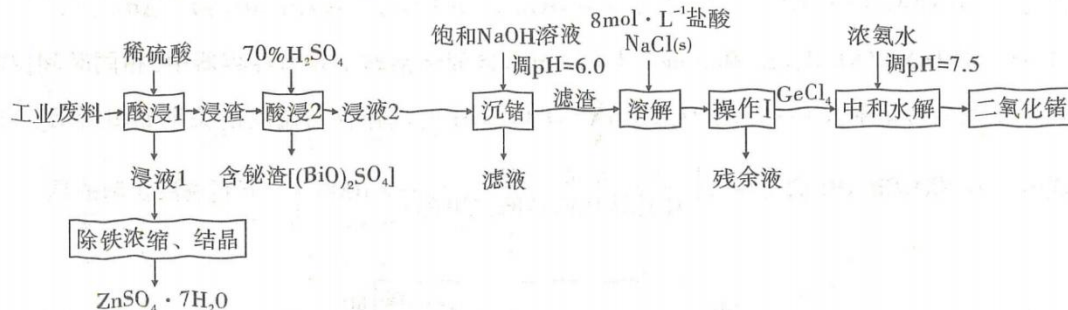 饱和NaOH溶液 8mol·L⁻¹盐酸 浓氨水
稀硫酸 70%H₂SO₄ 调pH=6.0 NaCl(s) 调pH=7.5
工业废料 酸浸1 浸渣 酸浸2 浸液2 沉锗 滤渣 溶解 操作Ⅰ GeCl₄ 中和水解 二氧化锗
浸液1 含铋渣[(BiO)₂SO₄] 滤液 残余液
除铁浓缩、结晶
ZnSO₄·7H₂O